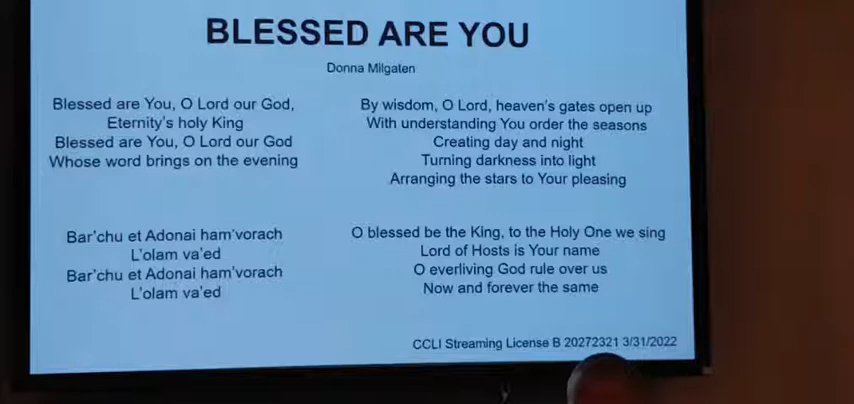 BLESSED ARE YOU
Donna Milgaten
Blessed are You, O Lord our God,
Eternity's holy King
Blessed are You, O Lord our God
Whose word brings on the evening
Bar'chu et Adonai ham'vorach
L'olam va'ed
Bar'chu et Adonai ham'vorach
L'olam va'ed
By wisdom, O Lord, heaven's gates open up
With understanding You order the seasons
Creating day and night
Turning darkness into light
Arranging the stars to Your pleasing
O blessed be the King, to the Holy One we sing
Lord of Hosts is Your name
O everliving God rule over us
Now and forever the same
CCLI Streaming License B 20272321 3/31/2022